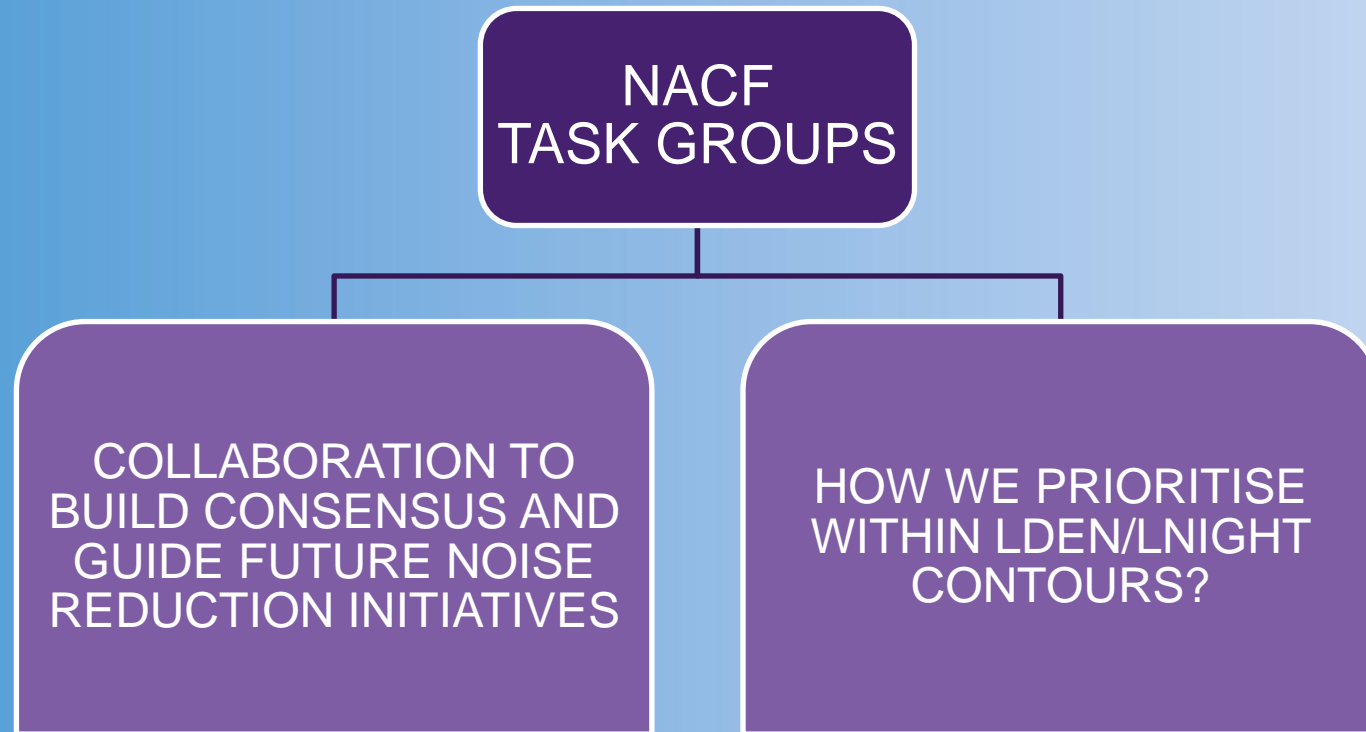 NACF
TASK GROUPS
COLLABORATION TO
BUILD CONSENSUS AND
GUIDE FUTURE NOISE
REDUCTION INITIATIVES
HOW WE PRIORITISE
WITHIN LDEN/LNIGHT
CONTOURS?